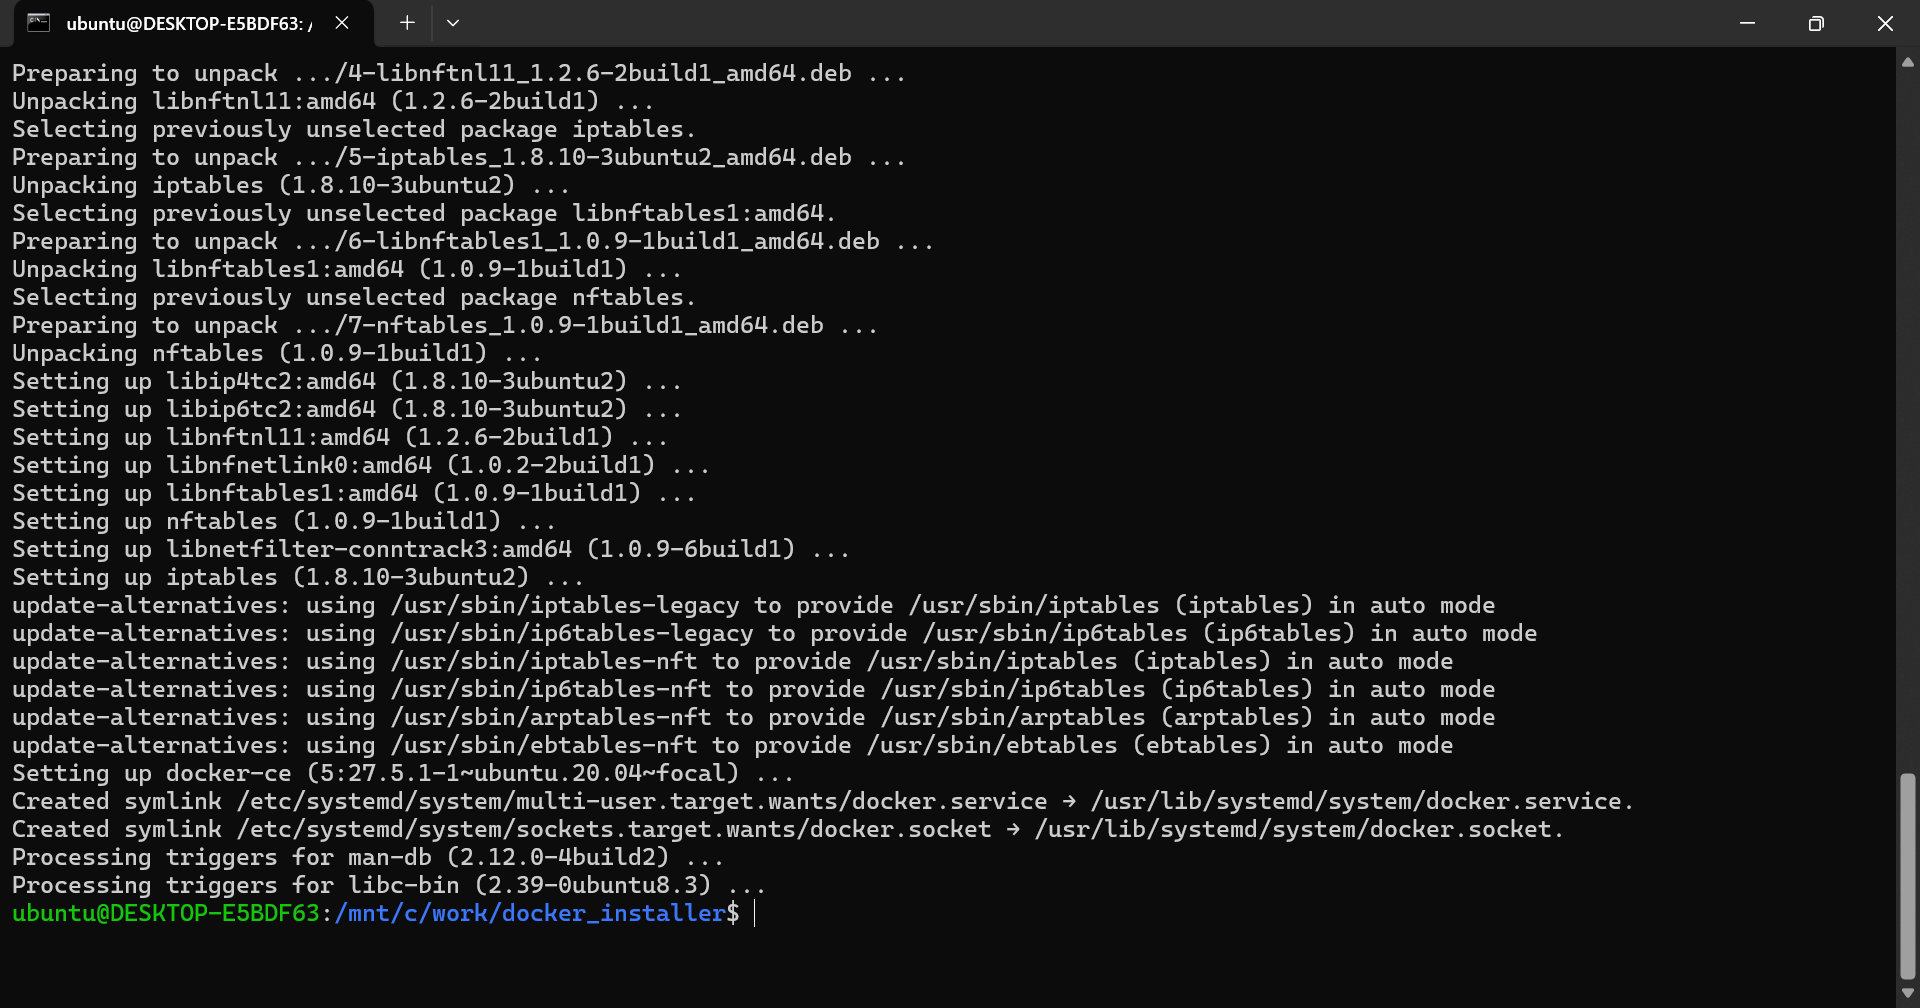 ubuntu@DESKTOP-E5BDF63: /
Preparing to unpack .../4-libnftnl11_1.2.6-2build1_amd64.deb ...
Unpacking libnftnl11:amd64 (1.2.6-2build1) ...
Selecting previously unselected package iptables.
Preparing to unpack .../5-iptables_1.8.10-3ubuntu2_amd64.deb ...
Unpacking iptables (1.8.10-3ubuntu2) ...
Selecting previously unselected package libnftables1:amd64.
Preparing to unpack .../6-libnftables1_1.0.9-1build1_amd64.deb ...
Unpacking libnftables1:amd64 (1.0.9-1build1) ...
Selecting previously unselected package nftables.
Preparing to unpack .../7-nftables_1.0.9-1build1_amd64.deb ...
Unpacking nftables (1.0.9-1build1) ...
Setting up libip4tc2:amd64 (1.8.10-3ubuntu2) ...
Setting up libip6tc2:amd64 (1.8.10-3ubuntu2) ...
Setting up libnftnl11:amd64 (1.2.6-2build1) ...
Setting up libnfnetlink0:amd64 (1.0.2-2build1) ...
Setting up libnftables1:amd64 (1.0.9-1build1) ...
Setting up nftables (1.0.9-1build1) ...
Setting up libnetfilter-conntrack3:amd64 (1.0.9-6build1) ...
Setting up iptables (1.8.10-3ubuntu2) ...
update-alternatives: using /usr/sbin/iptables-legacy to provide /usr/sbin/iptables (iptables) in auto mode
update-alternatives: using /usr/sbin/ip6tables-legacy to provide /usr/sbin/ip6tables (ip6tables) in auto mode
update-alternatives: using /usr/sbin/iptables-nft to provide /usr/sbin/iptables (iptables) in auto mode
update-alternatives: using /usr/sbin/ip6tables-nft to provide /usr/sbin/ip6tables (ip6tables) in auto mode
update-alternatives: using /usr/sbin/arptables-nft to provide /usr/sbin/arptables (arptables) in auto mode
update-alternatives: using /usr/sbin/ebtables-nft to provide /usr/sbin/ebtables (ebtables) in auto mode
Setting up docker-ce (5:27.5.1-1~ubuntu.20.04~focal) ...
Created symlink /etc/systemd/system/multi-user.target.wants/docker.service → /usr/lib/systemd/system/docker.service.
Created symlink /etc/systemd/system/sockets.target.wants/docker.socket → /usr/lib/systemd/system/docker.socket.
Processing triggers for man-db (2.12.0-4build2) ...
Processing triggers for libc-bin (2.39-0ubuntu8.3) ...
ubuntu@DESKTOP-E5BDF63:/mnt/c/work/docker_installer$